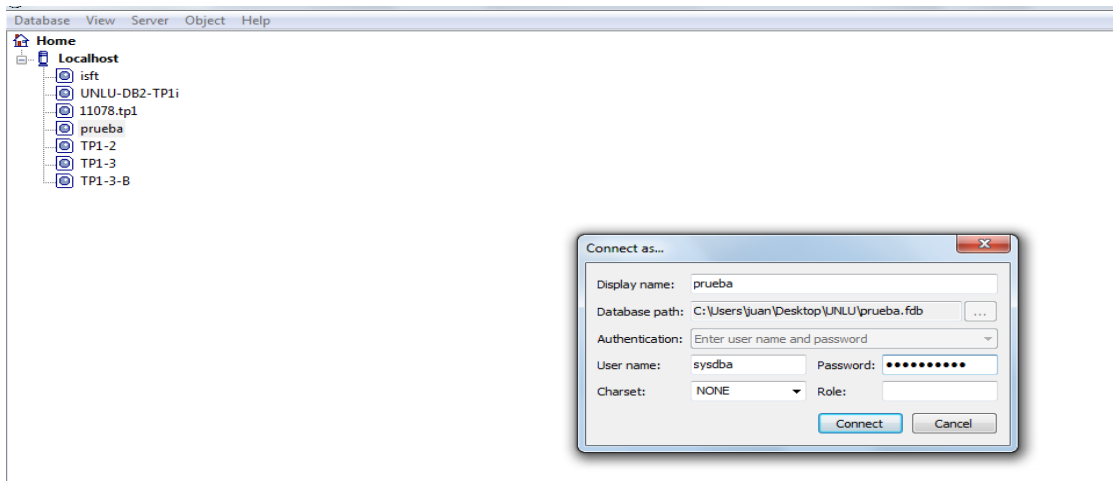 Database View Server Object Help
Home
Localhost
isft
UNLU-DB2-TP1i
11078.tp1
prueba
TP1-2
TP1-3
TP1-3-B
Connect as...
Display name: prueba
Database path: C:\Users\juan\Desktop\UNLU\prueba.fdb ...
Authentication: Enter user name and password
User name: sysdba Password: ●●●●●●●●●●
Charset: NONE Role:
Connect Cancel